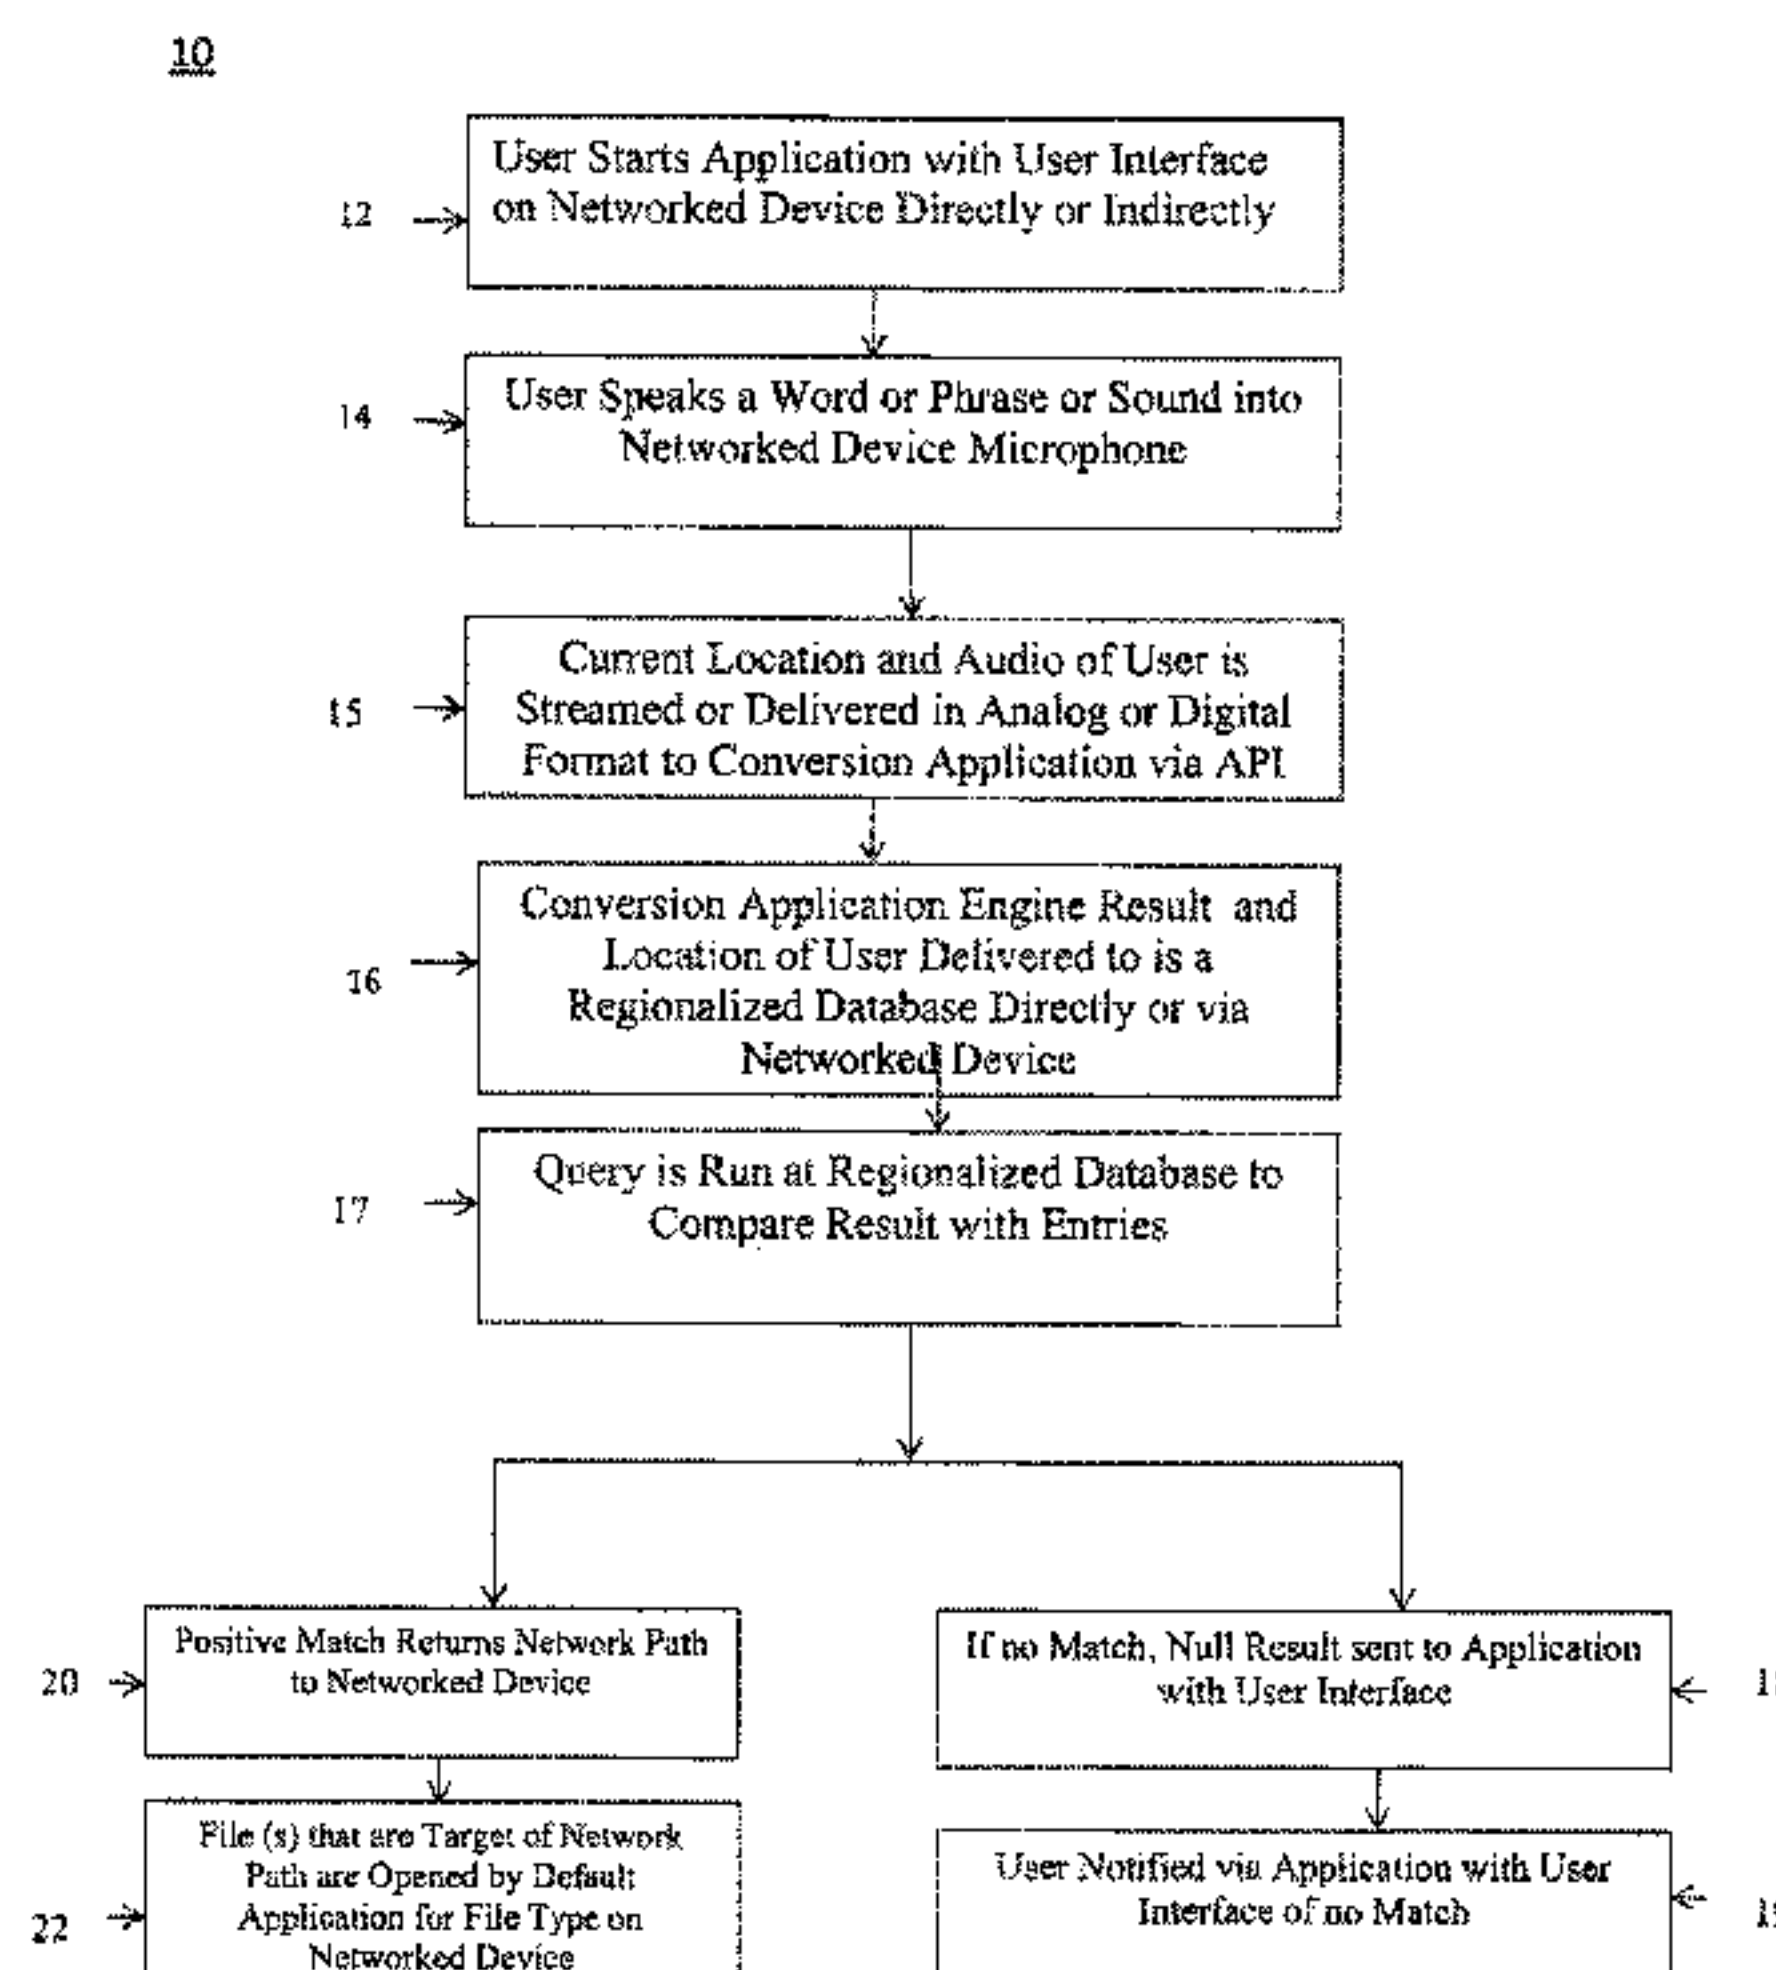 10
User Starts Application with User Interface
on Networked Device Directly or Indirectly
12
User Speaks a Word or Phrase or Sound into
Networked Device Microphone
14
Current Location and Audio of User is
Streamed or Delivered in Analog or Digital
Format to Conversion Application via API
15
Conversion Application Engine Result and
Location of User Delivered to is a
Regionalized Database Directly or via
Networked Device
16
Query is Run at Regionalized Database to
Compare Result with Entries
17
Positive Match Returns Network Path
to Networked Device
20
If no Match, Null Result sent to Application
with User Interface
File (s) that are Target of Network
Path are Opened by Default
Application for File Type on
Networked Device
22
User Notified via Application with User
Interface of no Match